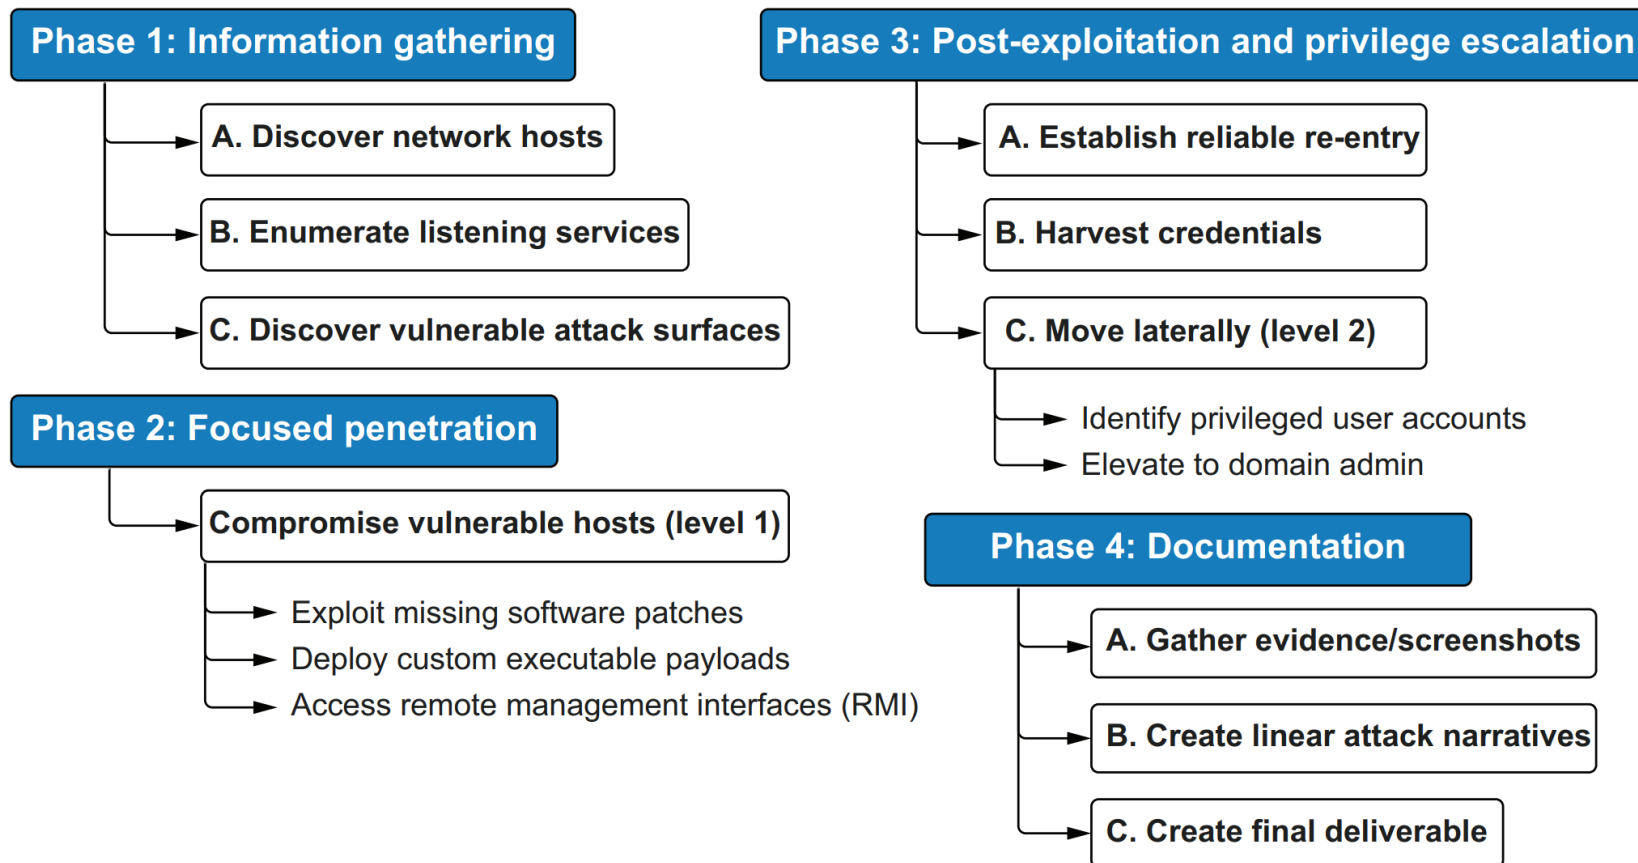 Phase 1: Information gathering
A. Discover network hosts
B. Enumerate listening services
C. Discover vulnerable attack surfaces
Phase 2: Focused penetration
Compromise vulnerable hosts (level 1)
Exploit missing software patches
Deploy custom executable payloads
Access remote management interfaces (RMI)
Phase 3: Post-exploitation and privilege escalation
A. Establish reliable re-entry
B. Harvest credentials
C. Move laterally (level 2)
Identify privileged user accounts
Elevate to domain admin
Phase 4: Documentation
A. Gather evidence/screenshots
B. Create linear attack narratives
C. Create final deliverable